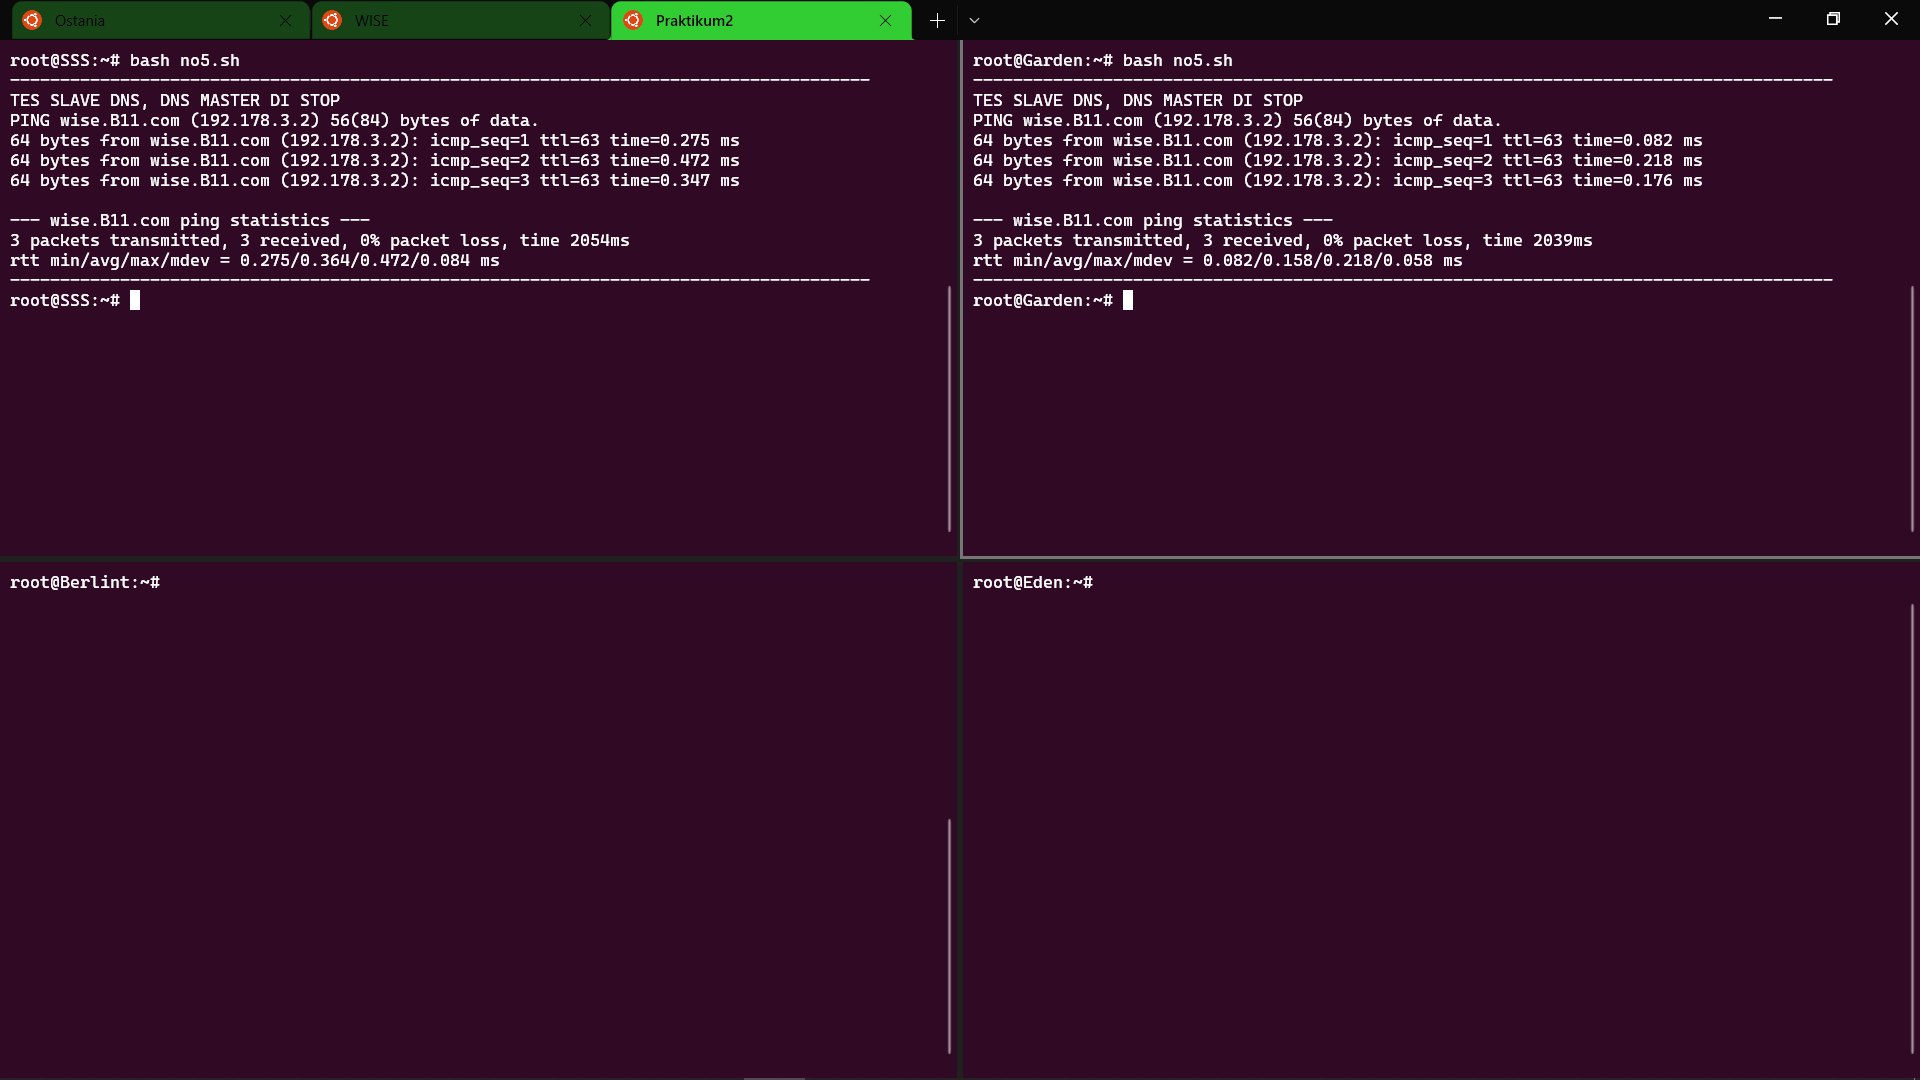 Ostania
WISE
Praktikum2
root@SSS:~# bash no5.sh
--------------------------------------------------------------------------------------
TES SLAVE DNS, DNS MASTER DI STOP
PING wise.B11.com (192.178.3.2) 56(84) bytes of data.
64 bytes from wise.B11.com (192.178.3.2): icmp_seq=1 ttl=63 time=0.275 ms
64 bytes from wise.B11.com (192.178.3.2): icmp_seq=2 ttl=63 time=0.472 ms
64 bytes from wise.B11.com (192.178.3.2): icmp_seq=3 ttl=63 time=0.347 ms

--- wise.B11.com ping statistics ---
3 packets transmitted, 3 received, 0% packet loss, time 2054ms
rtt min/avg/max/mdev = 0.275/0.364/0.472/0.084 ms
--------------------------------------------------------------------------------------
root@SSS:~#
root@Garden:~# bash no5.sh
--------------------------------------------------------------------------------------
TES SLAVE DNS, DNS MASTER DI STOP
PING wise.B11.com (192.178.3.2) 56(84) bytes of data.
64 bytes from wise.B11.com (192.178.3.2): icmp_seq=1 ttl=63 time=0.082 ms
64 bytes from wise.B11.com (192.178.3.2): icmp_seq=2 ttl=63 time=0.218 ms
64 bytes from wise.B11.com (192.178.3.2): icmp_seq=3 ttl=63 time=0.176 ms

--- wise.B11.com ping statistics ---
3 packets transmitted, 3 received, 0% packet loss, time 2039ms
rtt min/avg/max/mdev = 0.082/0.158/0.218/0.058 ms
--------------------------------------------------------------------------------------
root@Garden:~#
root@Berlint:~#
root@Eden:~#